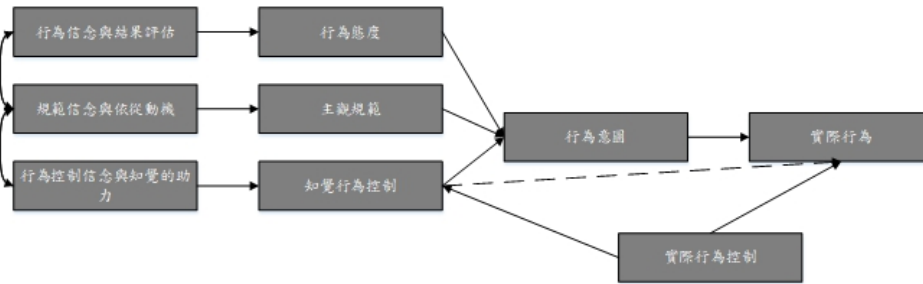 行為信念與結果評估
行為態度
規範信念與依從動機
主觀規範
行為意圖
實際行為
行為控制信念與知覺的助
力
知覺行為控制
實際行為控制